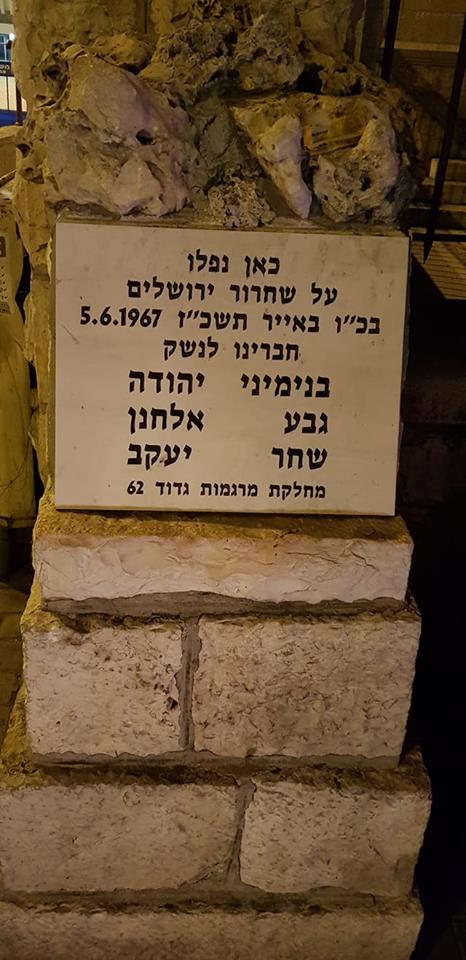 כאן נפלו
על שחרור ירושלים
בכ"ו באייר תשכ"ז 5.6.1967
חברינו לנשק
בנימיני יהודה
גבע אלחנן
שחר יעקב
מחלקת מרגמות גדוד 62